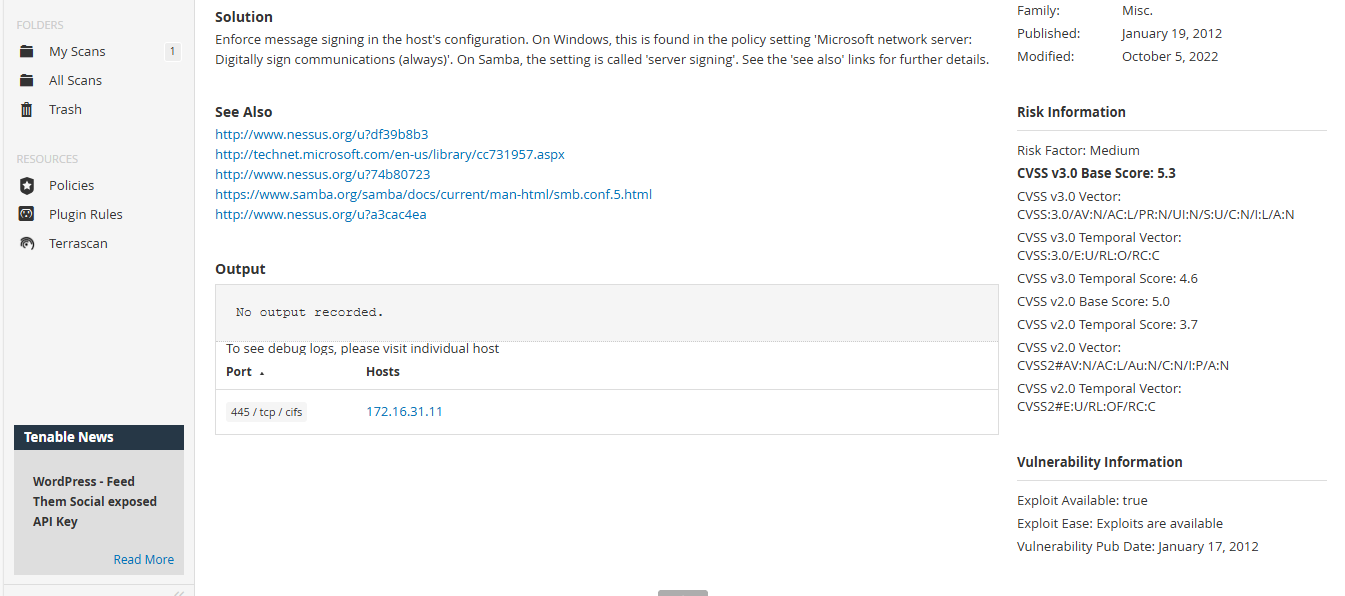 FOLDERS
My Scans
1
All Scans
Trash
RESOURCES
Policies
Plugin Rules
Terrascan
Tenable News
WordPress - Feed
Them Social exposed
API Key
Read More
Solution
Enforce message signing in the host's configuration. On Windows, this is found in the policy setting 'Microsoft network server:
Digitally sign communications (always)'. On Samba, the setting is called 'server signing'. See the 'see also' links for further details.
See Also
http://www.nessus.org/u?df39b8b3
http://technet.microsoft.com/en-us/library/cc731957.aspx
http://www.nessus.org/u?74b80723
https://www.samba.org/samba/docs/current/man-html/smb.conf.5.html
http://www.nessus.org/u?a3cac4ea
Output
No output recorded.
To see debug logs, please visit individual host
Port
Hosts
445 / tcp / cifs
172.16.31.11
Family: Misc.
Published: January 19, 2012
Modified: October 5, 2022
Risk Information
Risk Factor: Medium
CVSS v3.0 Base Score: 5.3
CVSS v3.0 Vector:
CVSS:3.0/AV:N/AC:L/PR:N/UI:N/S:U/C:N/I:L/A:N
CVSS v3.0 Temporal Vector:
CVSS:3.0/E:U/RL:O/RC:C
CVSS v3.0 Temporal Score: 4.6
CVSS v2.0 Base Score: 5.0
CVSS v2.0 Temporal Score: 3.7
CVSS v2.0 Vector:
CVSS2#AV:N/AC:L/Au:N/C:N/I:P/A:N
CVSS v2.0 Temporal Vector:
CVSS2#E:U/RL:OF/RC:C
Vulnerability Information
Exploit Available: true
Exploit Ease: Exploits are available
Vulnerability Pub Date: January 17, 2012